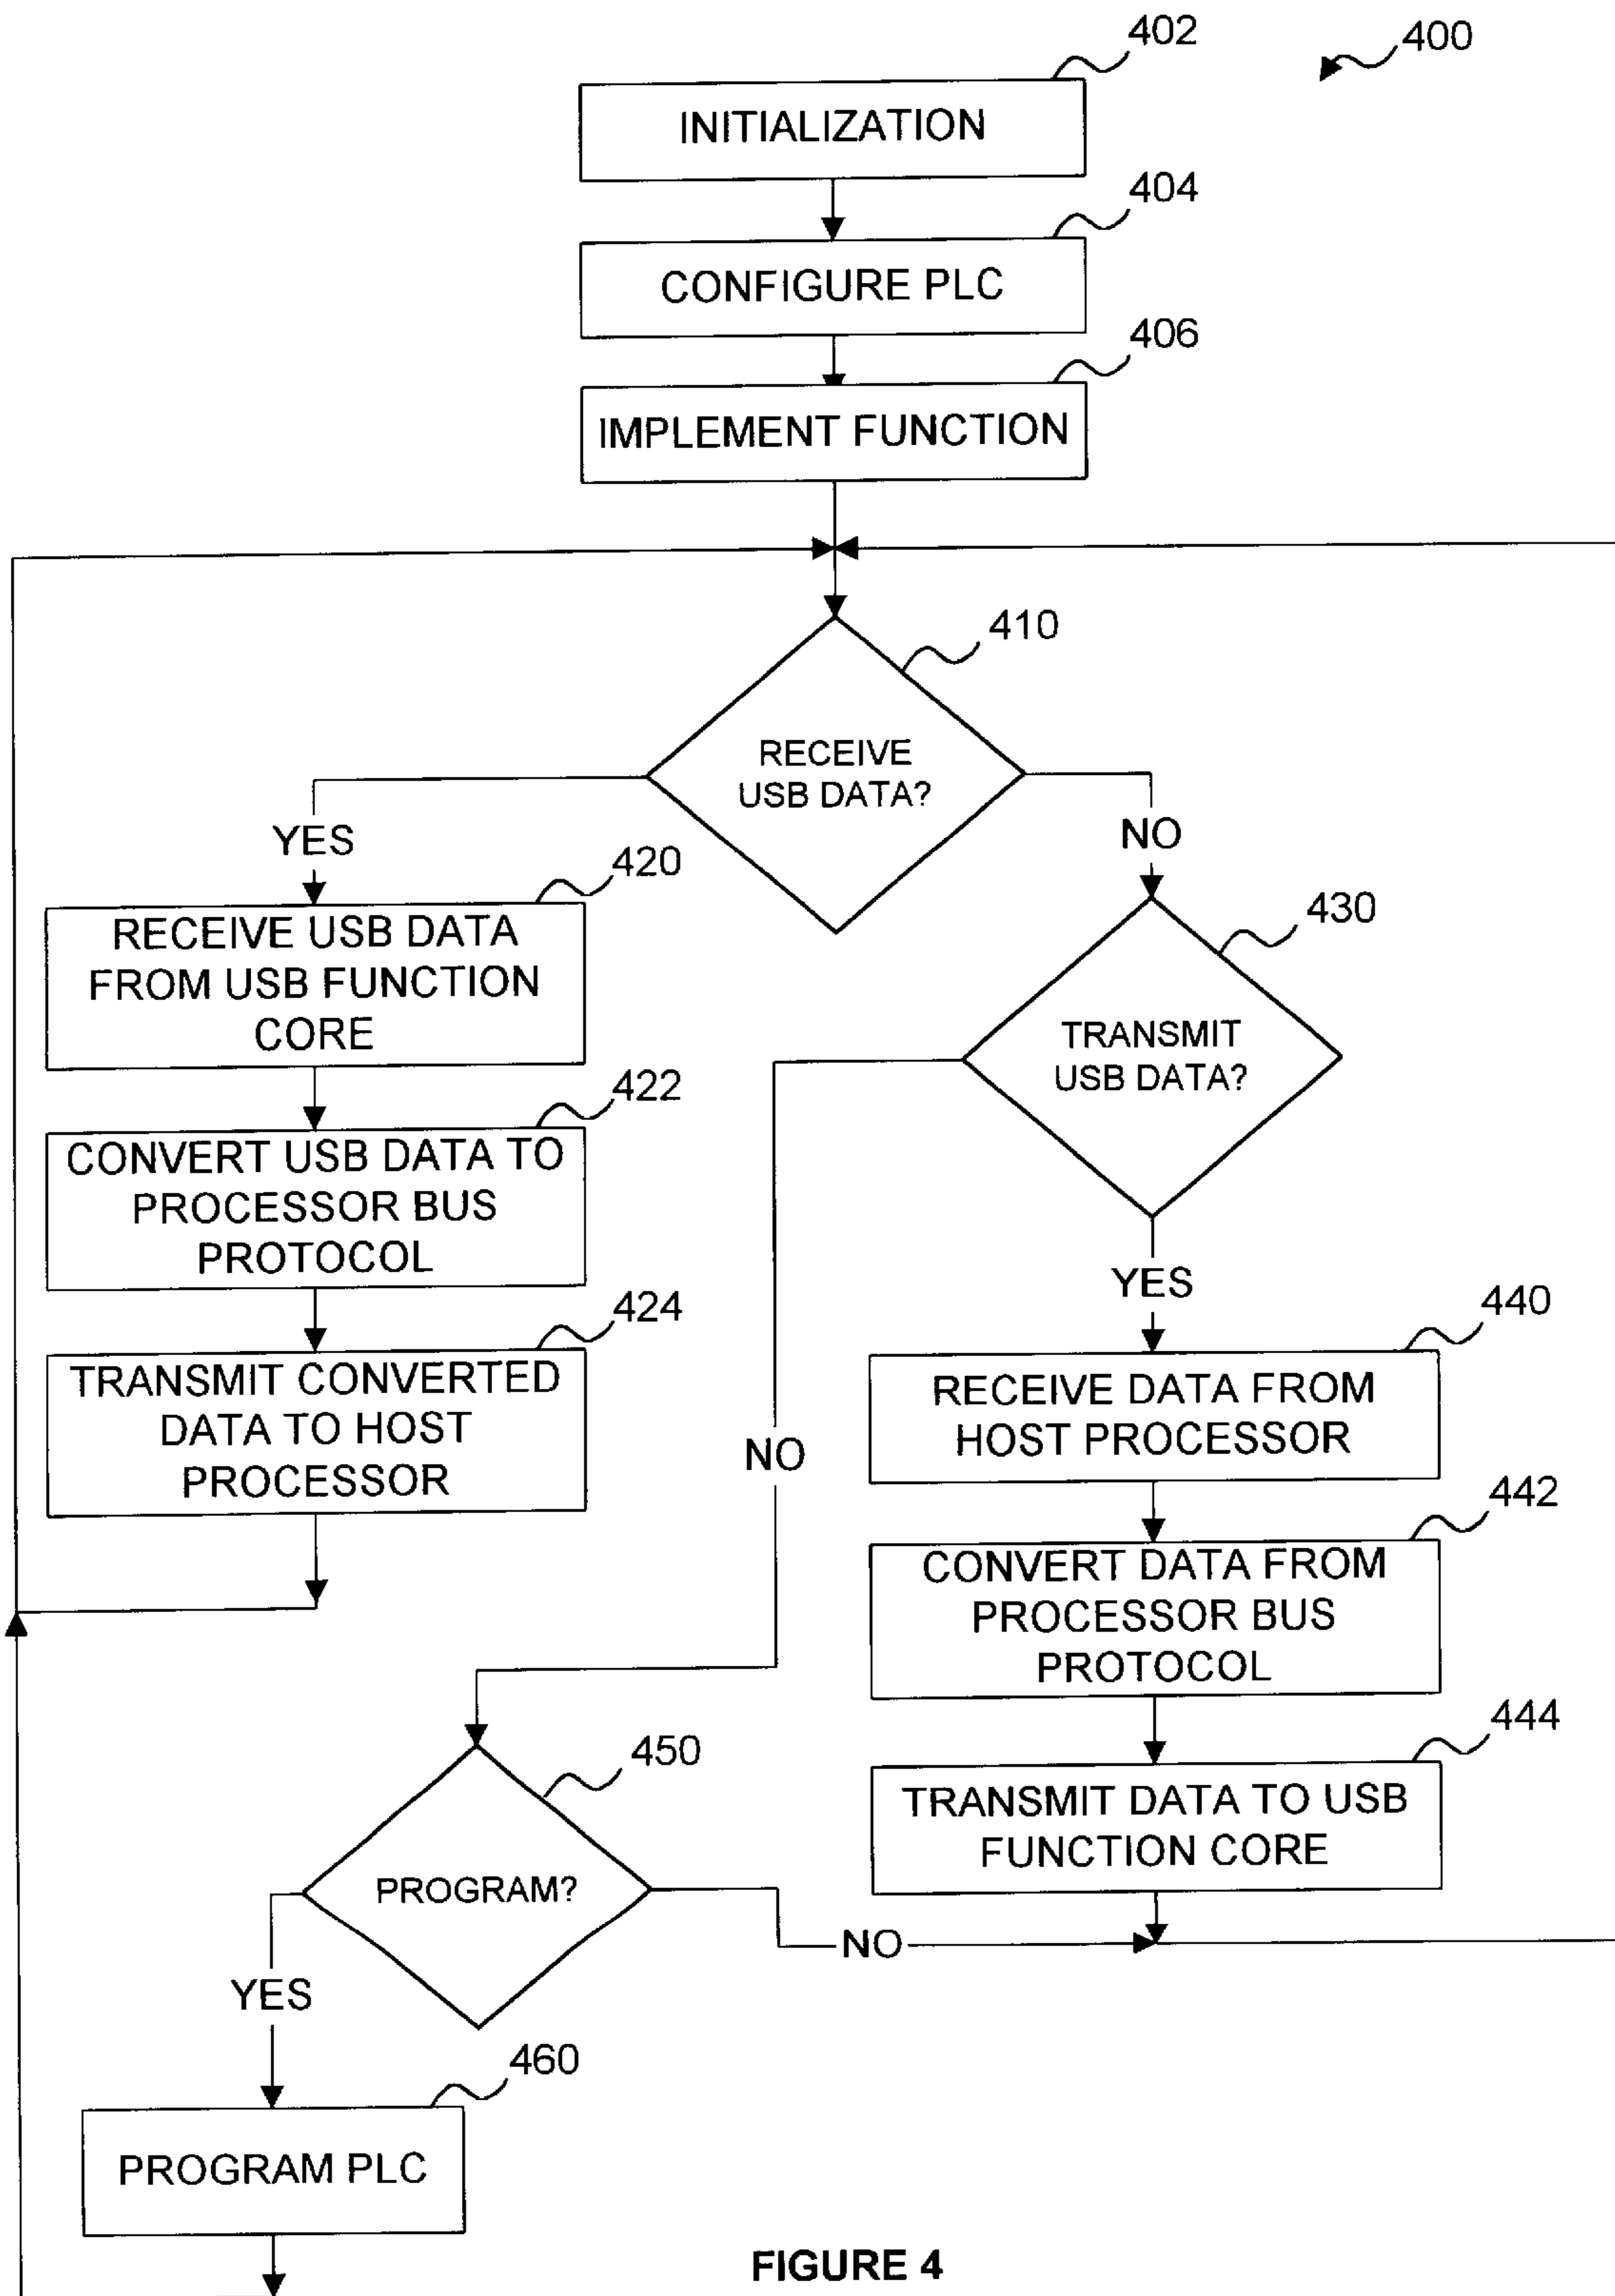 400
402
INITIALIZATION
404
CONFIGURE PLC
406
IMPLEMENT FUNCTION
410
RECEIVE
USB DATA?
YES
NO
420
RECEIVE USB DATA
FROM USB FUNCTION
CORE
422
CONVERT USB DATA TO
PROCESSOR BUS
PROTOCOL
424
TRANSMIT CONVERTED
DATA TO HOST
PROCESSOR
430
TRANSMIT
USB DATA?
NO
YES
440
RECEIVE DATA FROM
HOST PROCESSOR
442
CONVERT DATA FROM
PROCESSOR BUS
PROTOCOL
444
TRANSMIT DATA TO USB
FUNCTION CORE
450
PROGRAM?
NO
YES
460
PROGRAM PLC
FIGURE 4